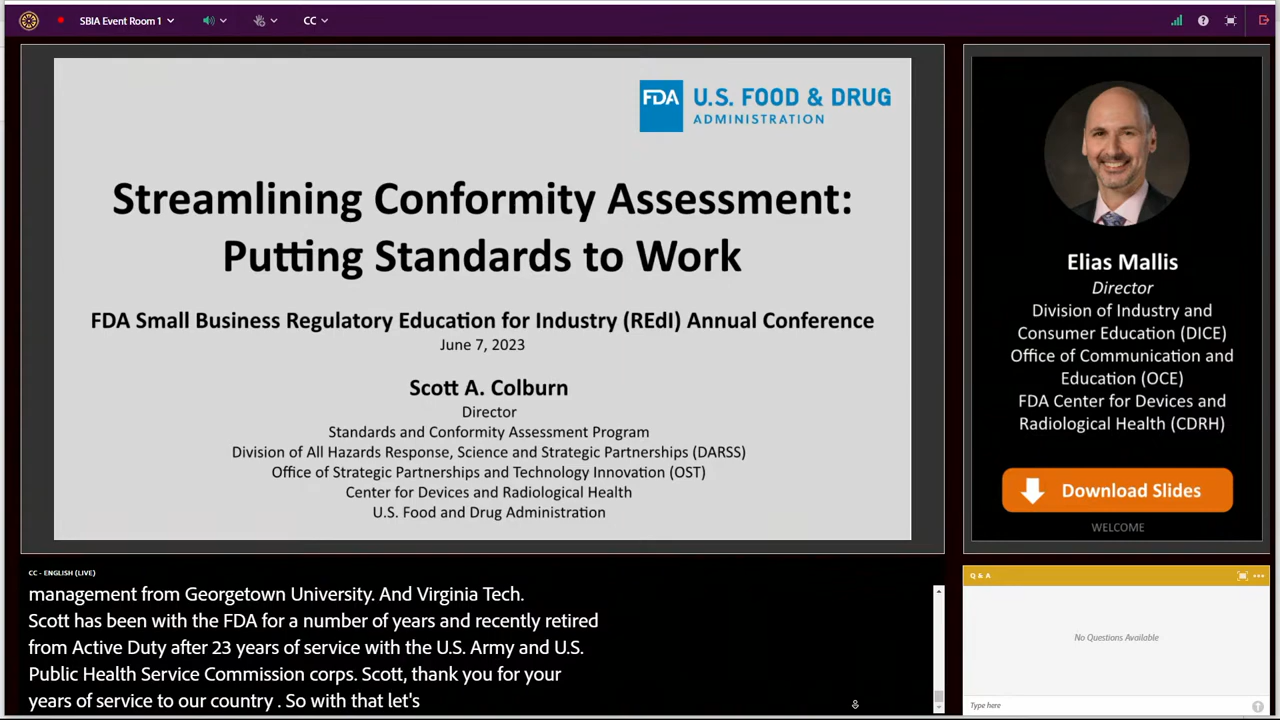 SBIA Event Room 1
CC
FDA U.S. FOOD & DRUG
ADMINISTRATION
Streamlining Conformity Assessment:
Putting Standards to Work
FDA Small Business Regulatory Education for Industry (REdI) Annual Conference
June 7, 2023
Scott A. Colburn
Director
Standards and Conformity Assessment Program
Division of All Hazards Response, Science and Strategic Partnerships (DARSS)
Office of Strategic Partnerships and Technology Innovation (OST)
Center for Devices and Radiological Health
U.S. Food and Drug Administration
Elias Mallis
Director
Division of Industry and
Consumer Education (DICE)
Office of Communication and
Education (OCE)
FDA Center for Devices and
Radiological Health (CDRH)
Download Slides
WELCOME
CC - ENGLISH (LIVE)
management from Georgetown University. And Virginia Tech.
Scott has been with the FDA for a number of years and recently retired
from Active Duty after 23 years of service with the U.S. Army and U.S.
Public Health Service Commission corps. Scott, thank you for your
years of service to our country . So with that let's
Q & A
No Questions Available
Type here